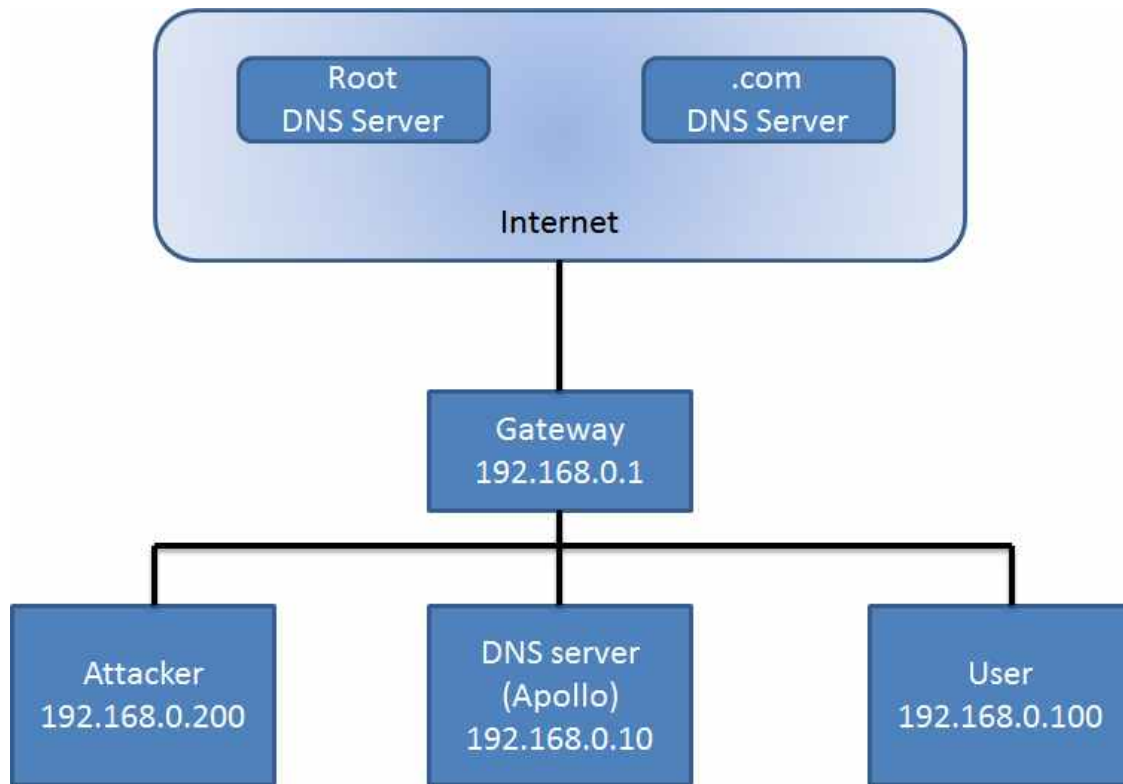 Root
DNS Server
.com
DNS Server
Internet
Gateway
192.168.0.1
Attacker
192.168.0.200
DNS server
(Apollo)
192.168.0.10
User
192.168.0.100